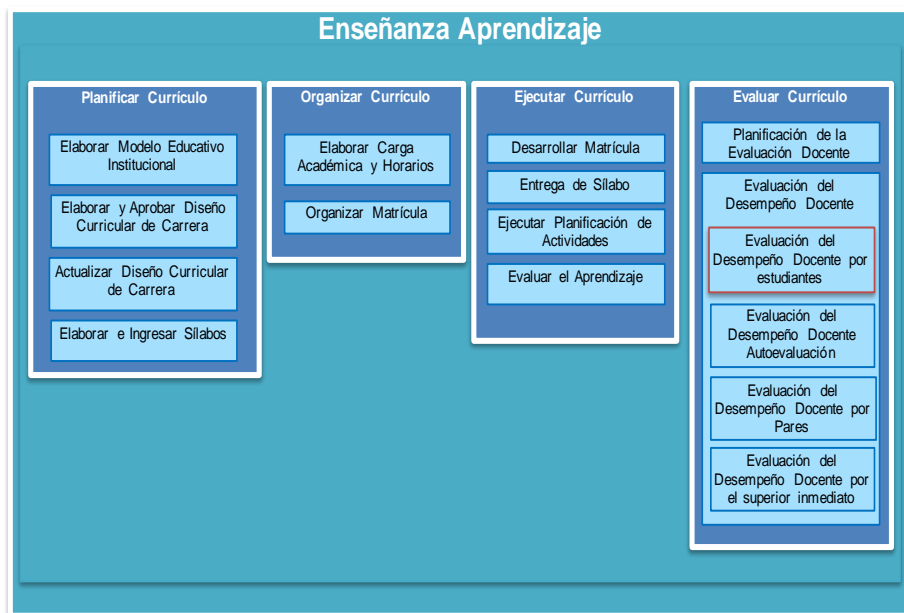 Enseñanza Aprendizaje
Planificar Currículo
Elaborar Modelo Educativo
Institucional
Elaborar y Aprobar Diseño
Curricular de Carrera
Actualizar Diseño Curricular
de Carrera
Elaborar e Ingresar Sílabos
Organizar Currículo
Elaborar Carga
Académica y Horarios
Organizar Matrícula
Ejecutar Currículo
Desarrollar Matrícula
Entrega de Sílabo
Ejecutar Planificación de
Actividades
Evaluar el Aprendizaje
Evaluar Currículo
Planificación de la
Evaluación Docente
Evaluación del
Desempeño Docente
Evaluación del
Desempeño Docente por
estudiantes
Evaluación del
Desempeño Docente
Autoevaluación
Evaluación del
Desempeño Docente por
Pares
Evaluación del
Desempeño Docente por
el superior inmediato